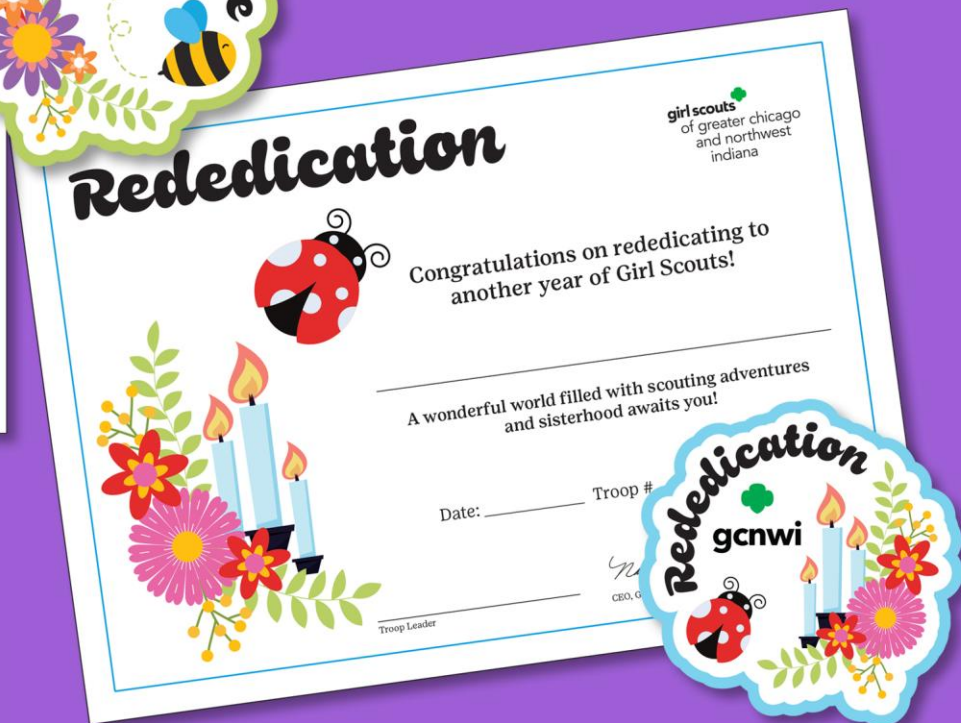 Rededication
girl scouts
of greater chicago
and northwest
indiana
Congratulations on rededicating to
another year of Girl Scouts!
A wonderful world filled with scouting adventures
and sisterhood awaits you!
Date: Troop #
CEO, G
Troop Leader
Rededication
gcnwi